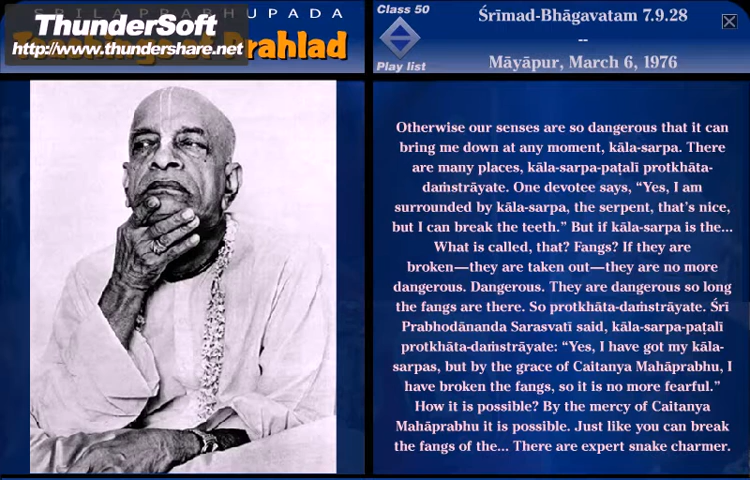 SRILA PRABHUPADA
ThunderSoft
http://www.thundershare.net
Teachings of Prahlad
Class 50
Play list
Śrīmad-Bhāgavatam 7.9.28
--
Māyāpur, March 6, 1976
Otherwise our senses are so dangerous that it can
bring me down at any moment, kāla-sarpa. There
are many places, kāla-sarpa-paṭalī protkhāta-
daṁstrāyate. One devotee says, “Yes, I am
surrounded by kāla-sarpa, the serpent, that’s nice,
but I can break the teeth.” But if kāla-sarpa is the...
What is called, that? Fangs? If they are
broken—they are taken out—they are no more
dangerous. Dangerous. They are dangerous so long
the fangs are there. So protkhāta-daṁstrāyate. Śrī
Prabhodānanda Sarasvatī said, kāla-sarpa-paṭalī
protkhāta-daṁstrāyate: “Yes, I have got my kāla-
sarpas, but by the grace of Caitanya Mahāprabhu, I
have broken the fangs, so it is no more fearful.”
How it is possible? By the mercy of Caitanya
Mahāprabhu it is possible. Just like you can break
the fangs of the... There are expert snake charmer.